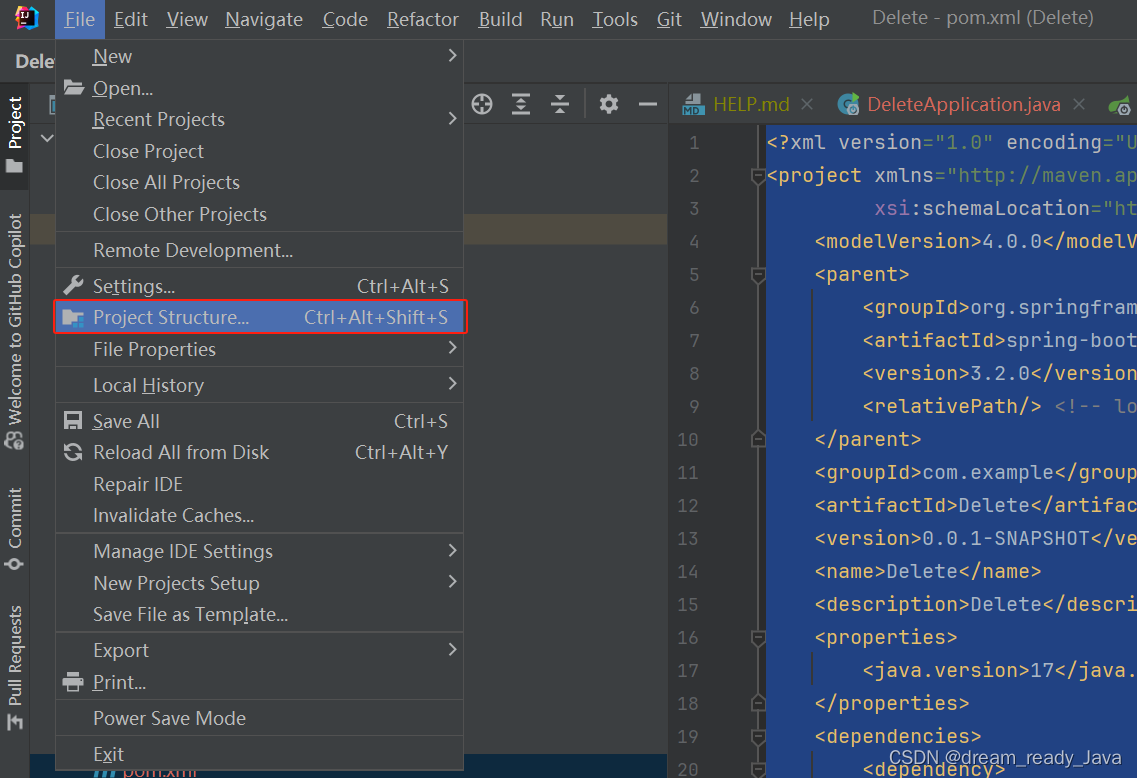 File Edit View Navigate Code Refactor Build Run Tools Git Window Help Delete - pom.xml (Delete)
Dele
Project
Welcome to GitHub Copilot
Commit
Pull Requests
New
Open...
Recent Projects
Close Project
Close All Projects
Close Other Projects
Remote Development...
Settings... Ctrl+Alt+S
Project Structure... Ctrl+Alt+Shift+S
File Properties
Local History
Save All Ctrl+S
Reload All from Disk Ctrl+Alt+Y
Repair IDE
Invalidate Caches...
Manage IDE Settings
New Projects Setup
Save File as Template...
Export
Print...
Power Save Mode
Exit
pom.xml
MD HELP.md DeleteApplication.java
1 <?xml version="1.0" encoding="U
2 <project xmlns="http://maven.ap
3 xsi:schemaLocation="ht
4 <modelVersion>4.0.0</modelV
5 <parent>
6 <groupId>org.springfram
7 <artifactId>spring-boot
8 <version>3.2.0</version
9 <relativePath/> <!-- lo
10 </parent>
11 <groupId>com.example</group
12 <artifactId>Delete</artifac
13 <version>0.0.1-SNAPSHOT</ve
14 <name>Delete</name>
15 <description>Delete</descri
16 <properties>
17 <java.version>17</java.
18 </properties>
19 <dependencies>
20 <dependency>
CSDN @dream_ready_Java